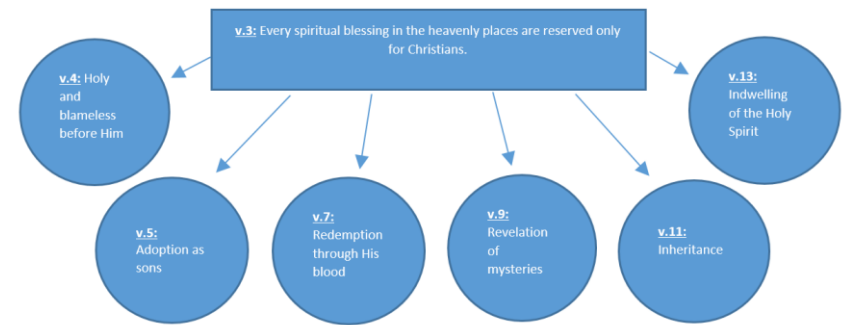 v.3: Every spiritual blessing in the heavenly places are reserved only
for Christians.
v.4: Holy
and
blameless
before Him
v.5:
Adoption as
sons
v.7:
Redemption
through His
blood
v.9:
Revelation
of
mysteries
v.11:
Inheritance
v.13:
Indwelling
of the Holy
Spirit